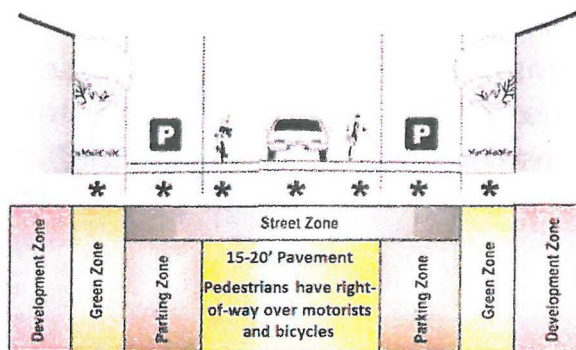 P
P
* * * * * * *
Street Zone
Development Zone
Green Zone
Parking Zone
15-20' Pavement
Pedestrians have right-
of-way over motorists
and bicycles
Parking Zone
Green Zone
Development Zone